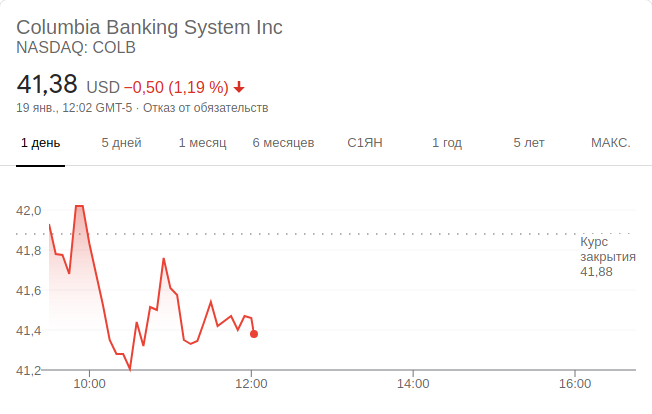 Columbia Banking System Inc
NASDAQ: COLB
41,38 USD −0,50 (1,19 %)
19 янв., 12:02 GMT-5 · Отказ от обязательств
1 день 5 дней 1 месяц 6 месяцев С1ЯН 1 год 5 лет МАКС.
42,0
Курс
закрытия
41,88
41,8
41,6
41,4
41,2
10:00 12:00 14:00 16:00